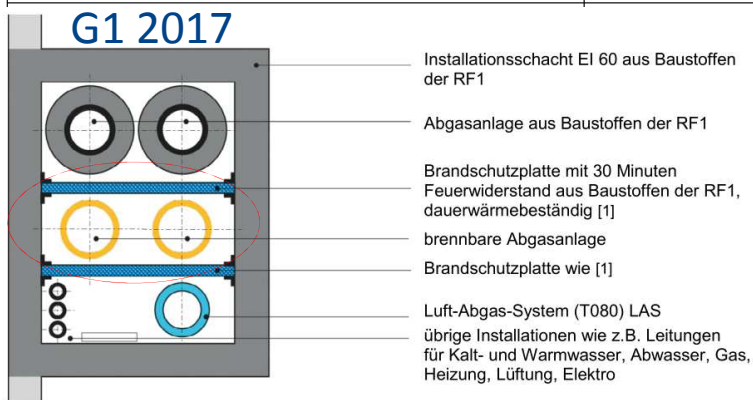 G1 2017
Installationsschacht EI 60 aus Baustoffen
der RF1
Abgasanlage aus Baustoffen der RF1
Brandschutzplatte mit 30 Minuten
Feuerwiderstand aus Baustoffen der RF1,
dauerwärmebeständig [1]
brennbare Abgasanlage
Brandschutzplatte wie [1]
Luft-Abgas-System (T080) LAS
übrige Installationen wie z.B. Leitungen
für Kalt- und Warmwasser, Abwasser, Gas,
Heizung, Lüftung, Elektro